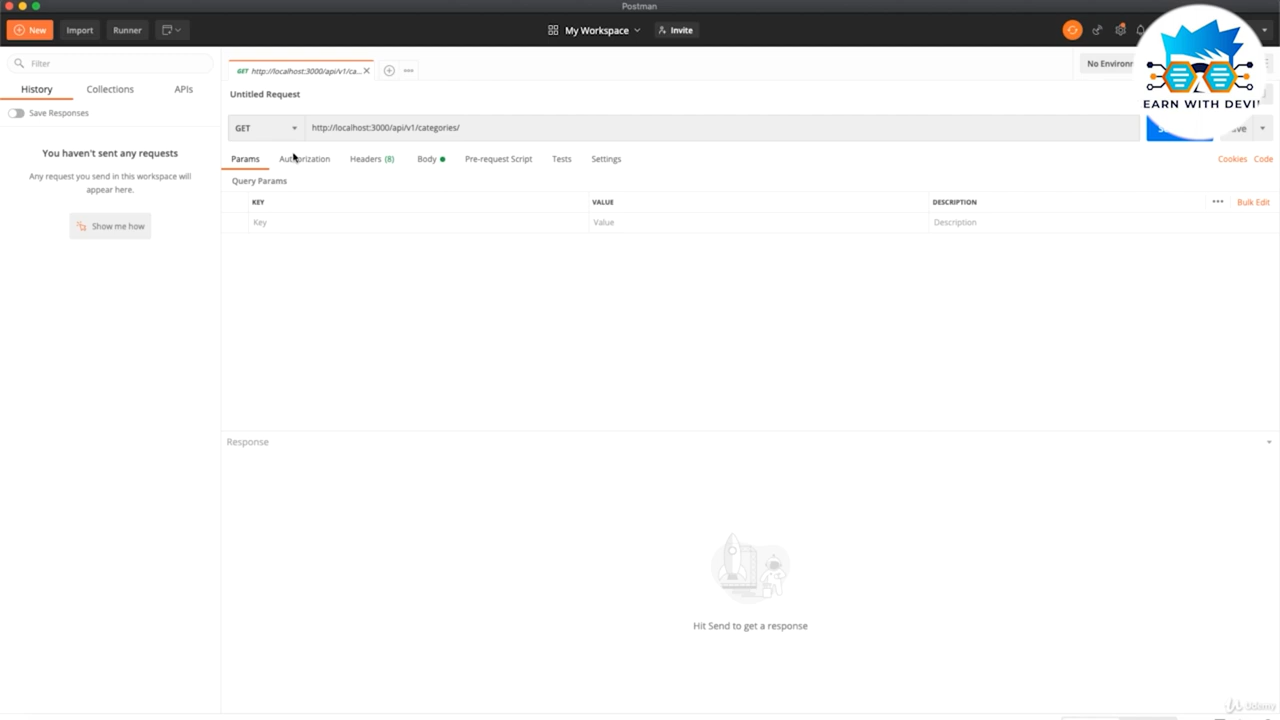 Postman
New
Import
Runner
My Workspace
Invite
Filter
GET http://localhost:3000/api/v1/ca...
No Environm
EARN WITH DEVI
History
Collections
APIs
Untitled Request
Save Responses
GET
http://localhost:3000/api/v1/categories/
You haven't sent any requests
Any request you send in this workspace will
appear here.
Show me how
Params
Authorization
Headers (8)
Body
Pre-request Script
Tests
Settings
Cookies
Code
Query Params
KEY
VALUE
DESCRIPTION
Bulk Edit
Key
Value
Description
Response
Hit Send to get a response
Udemy